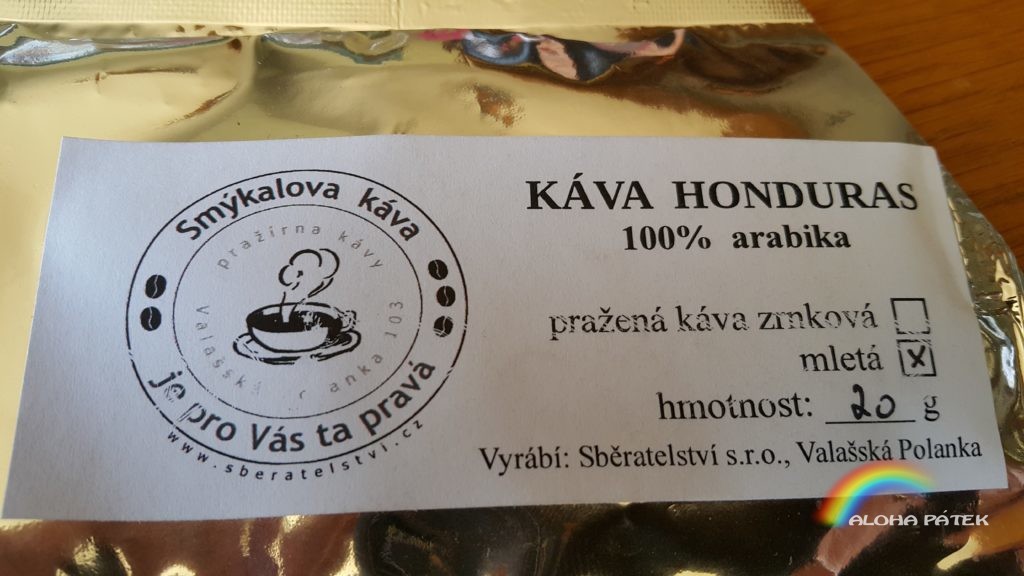 Smýkalova káva
pražírna kávy
Valašská Polanka 103
je pro Vás ta pravá
www.sberatelstvi.cz
KÁVA HONDURAS
100% arabika
pražená káva zrnková
mletá x
hmotnost: 20 g
Vyrábí: Sběratelství s.r.o., Valašská Polanka
ALOHA PÁTEK